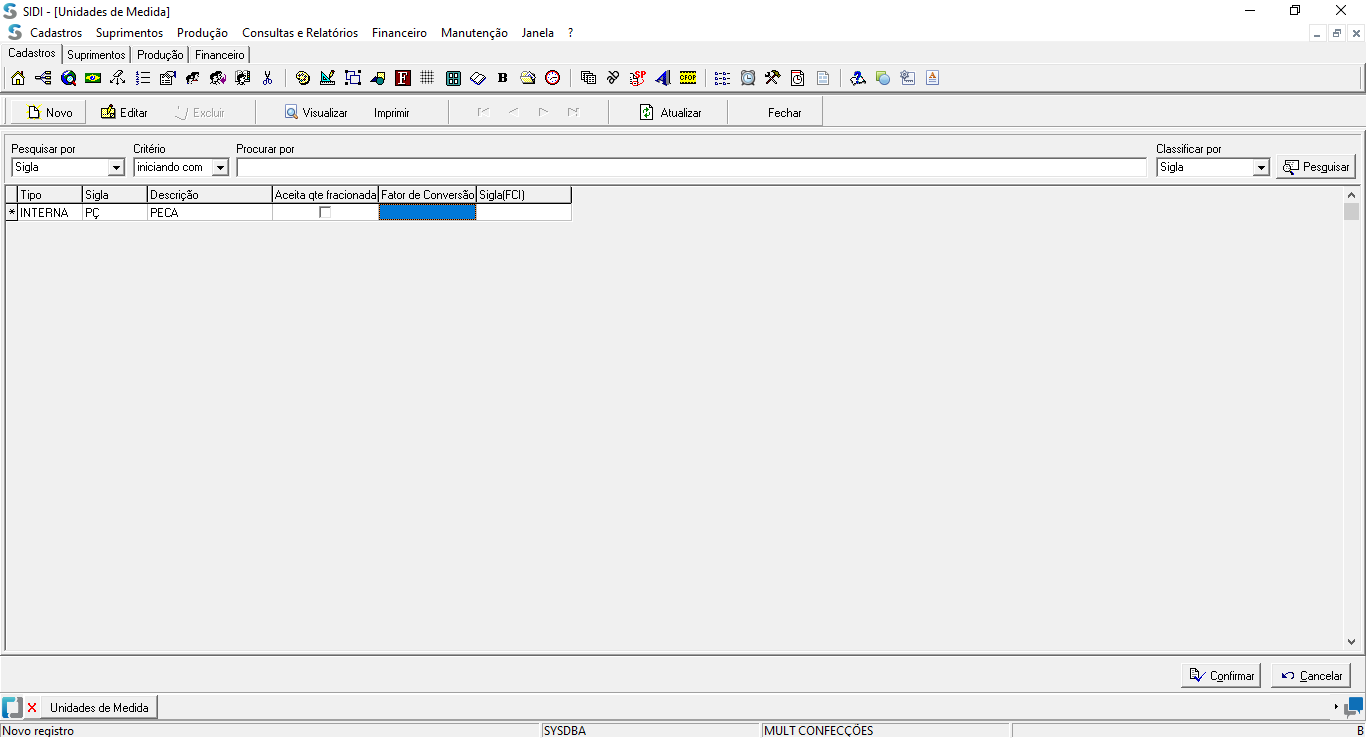 SIDI - [Unidades de Medida]
Cadastros Suprimentos Produção Consultas e Relatórios Financeiro Manutenção Janela ?
Cadastros Suprimentos Produção Financeiro
F B SP CFOP
Novo Editar Excluir Visualizar Imprimir Atualizar Fechar
Pesquisar por Critério Procurar por Classificar por
Sigla iniciando com Sigla Pesquisar
Tipo Sigla Descrição Aceita qte fracionada Fator de Conversão Sigla(FCI)
* INTERNA PÇ PECA
Confirmar Cancelar
Unidades de Medida
Novo registro SYSDBA MULT CONFECÇÕES B